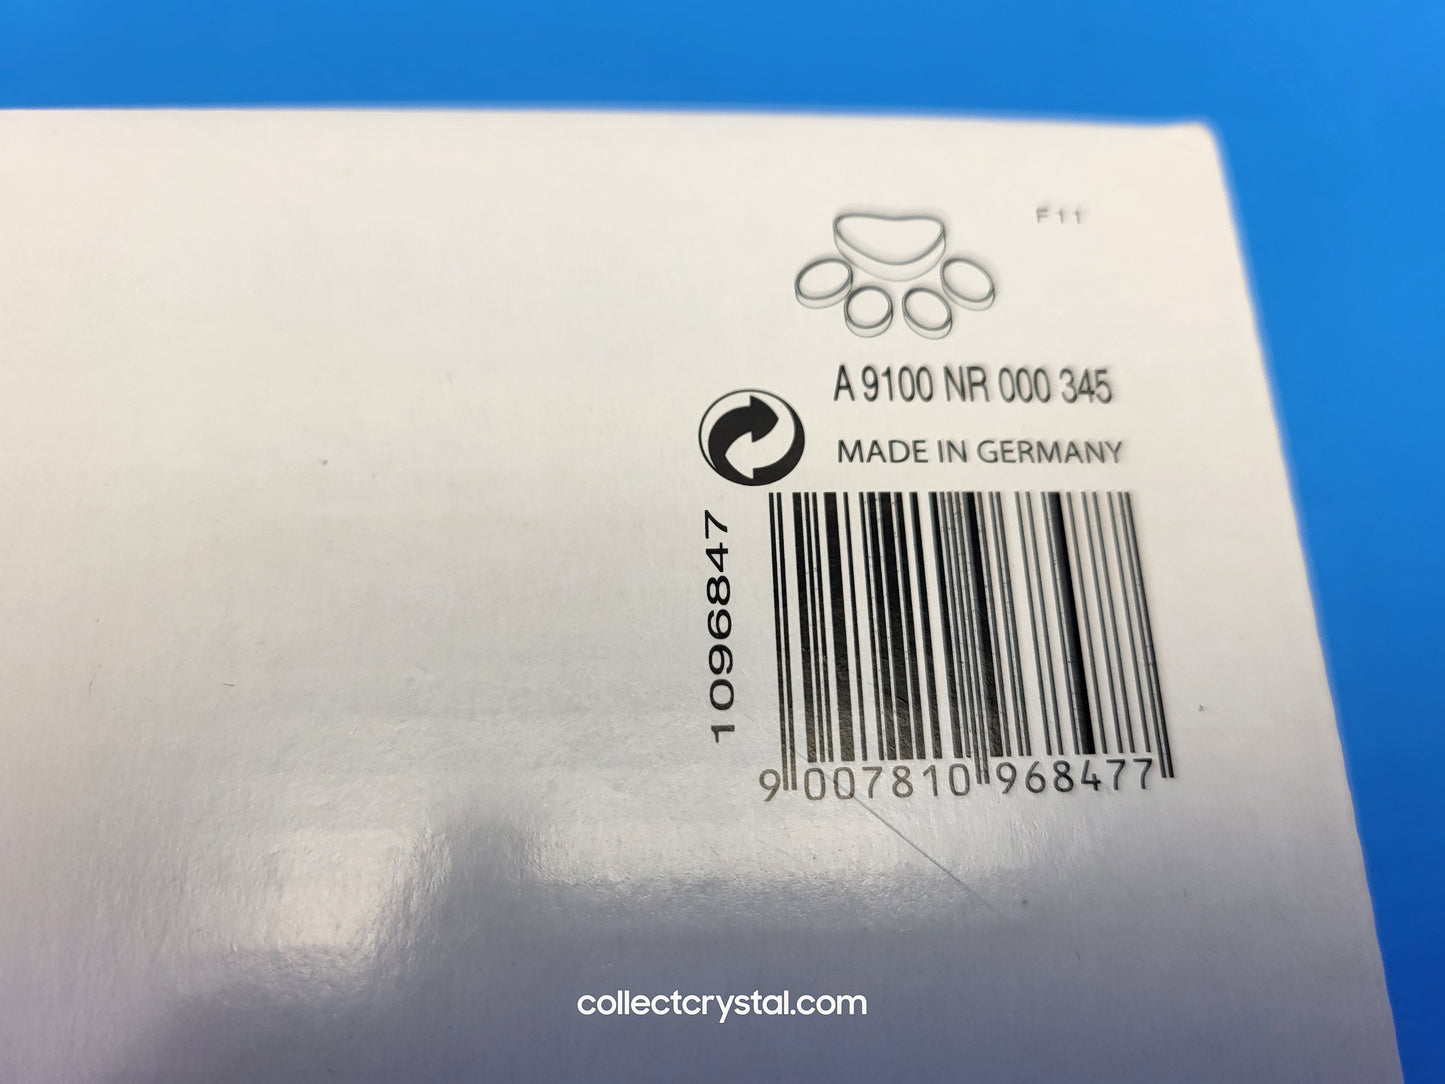 F11
A 9100 NR 000 345
MADE IN GERMANY
1096847
9 007810 968477
collectcrystal.com